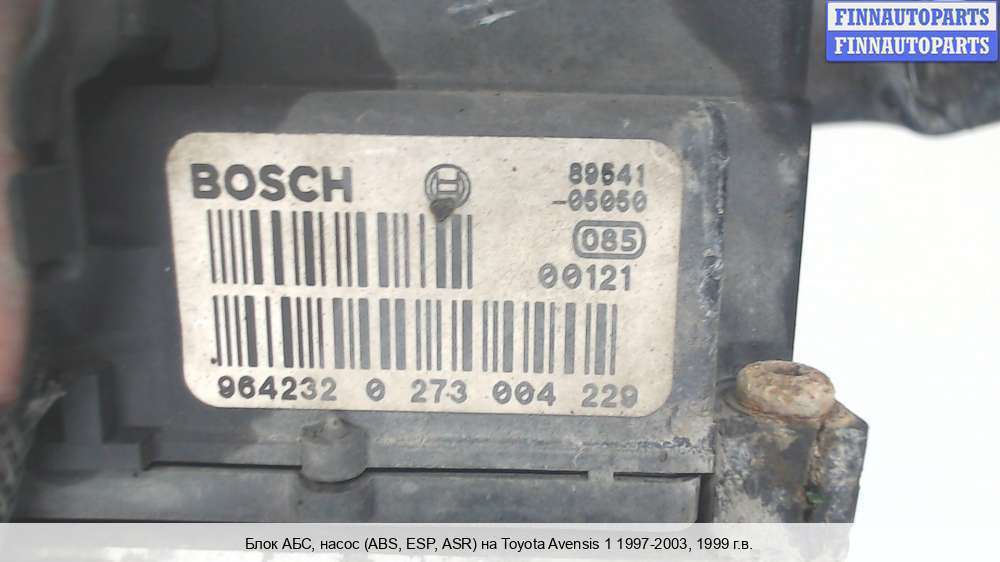 FINNAUTOPARTS
FINNAUTOPARTS
BOSCH
89541
-05050
085
00121
964232 0 273 004 229
Блок АБС, насос (ABS, ESP, ASR) на Toyota Avensis 1 1997-2003, 1999 г.в.